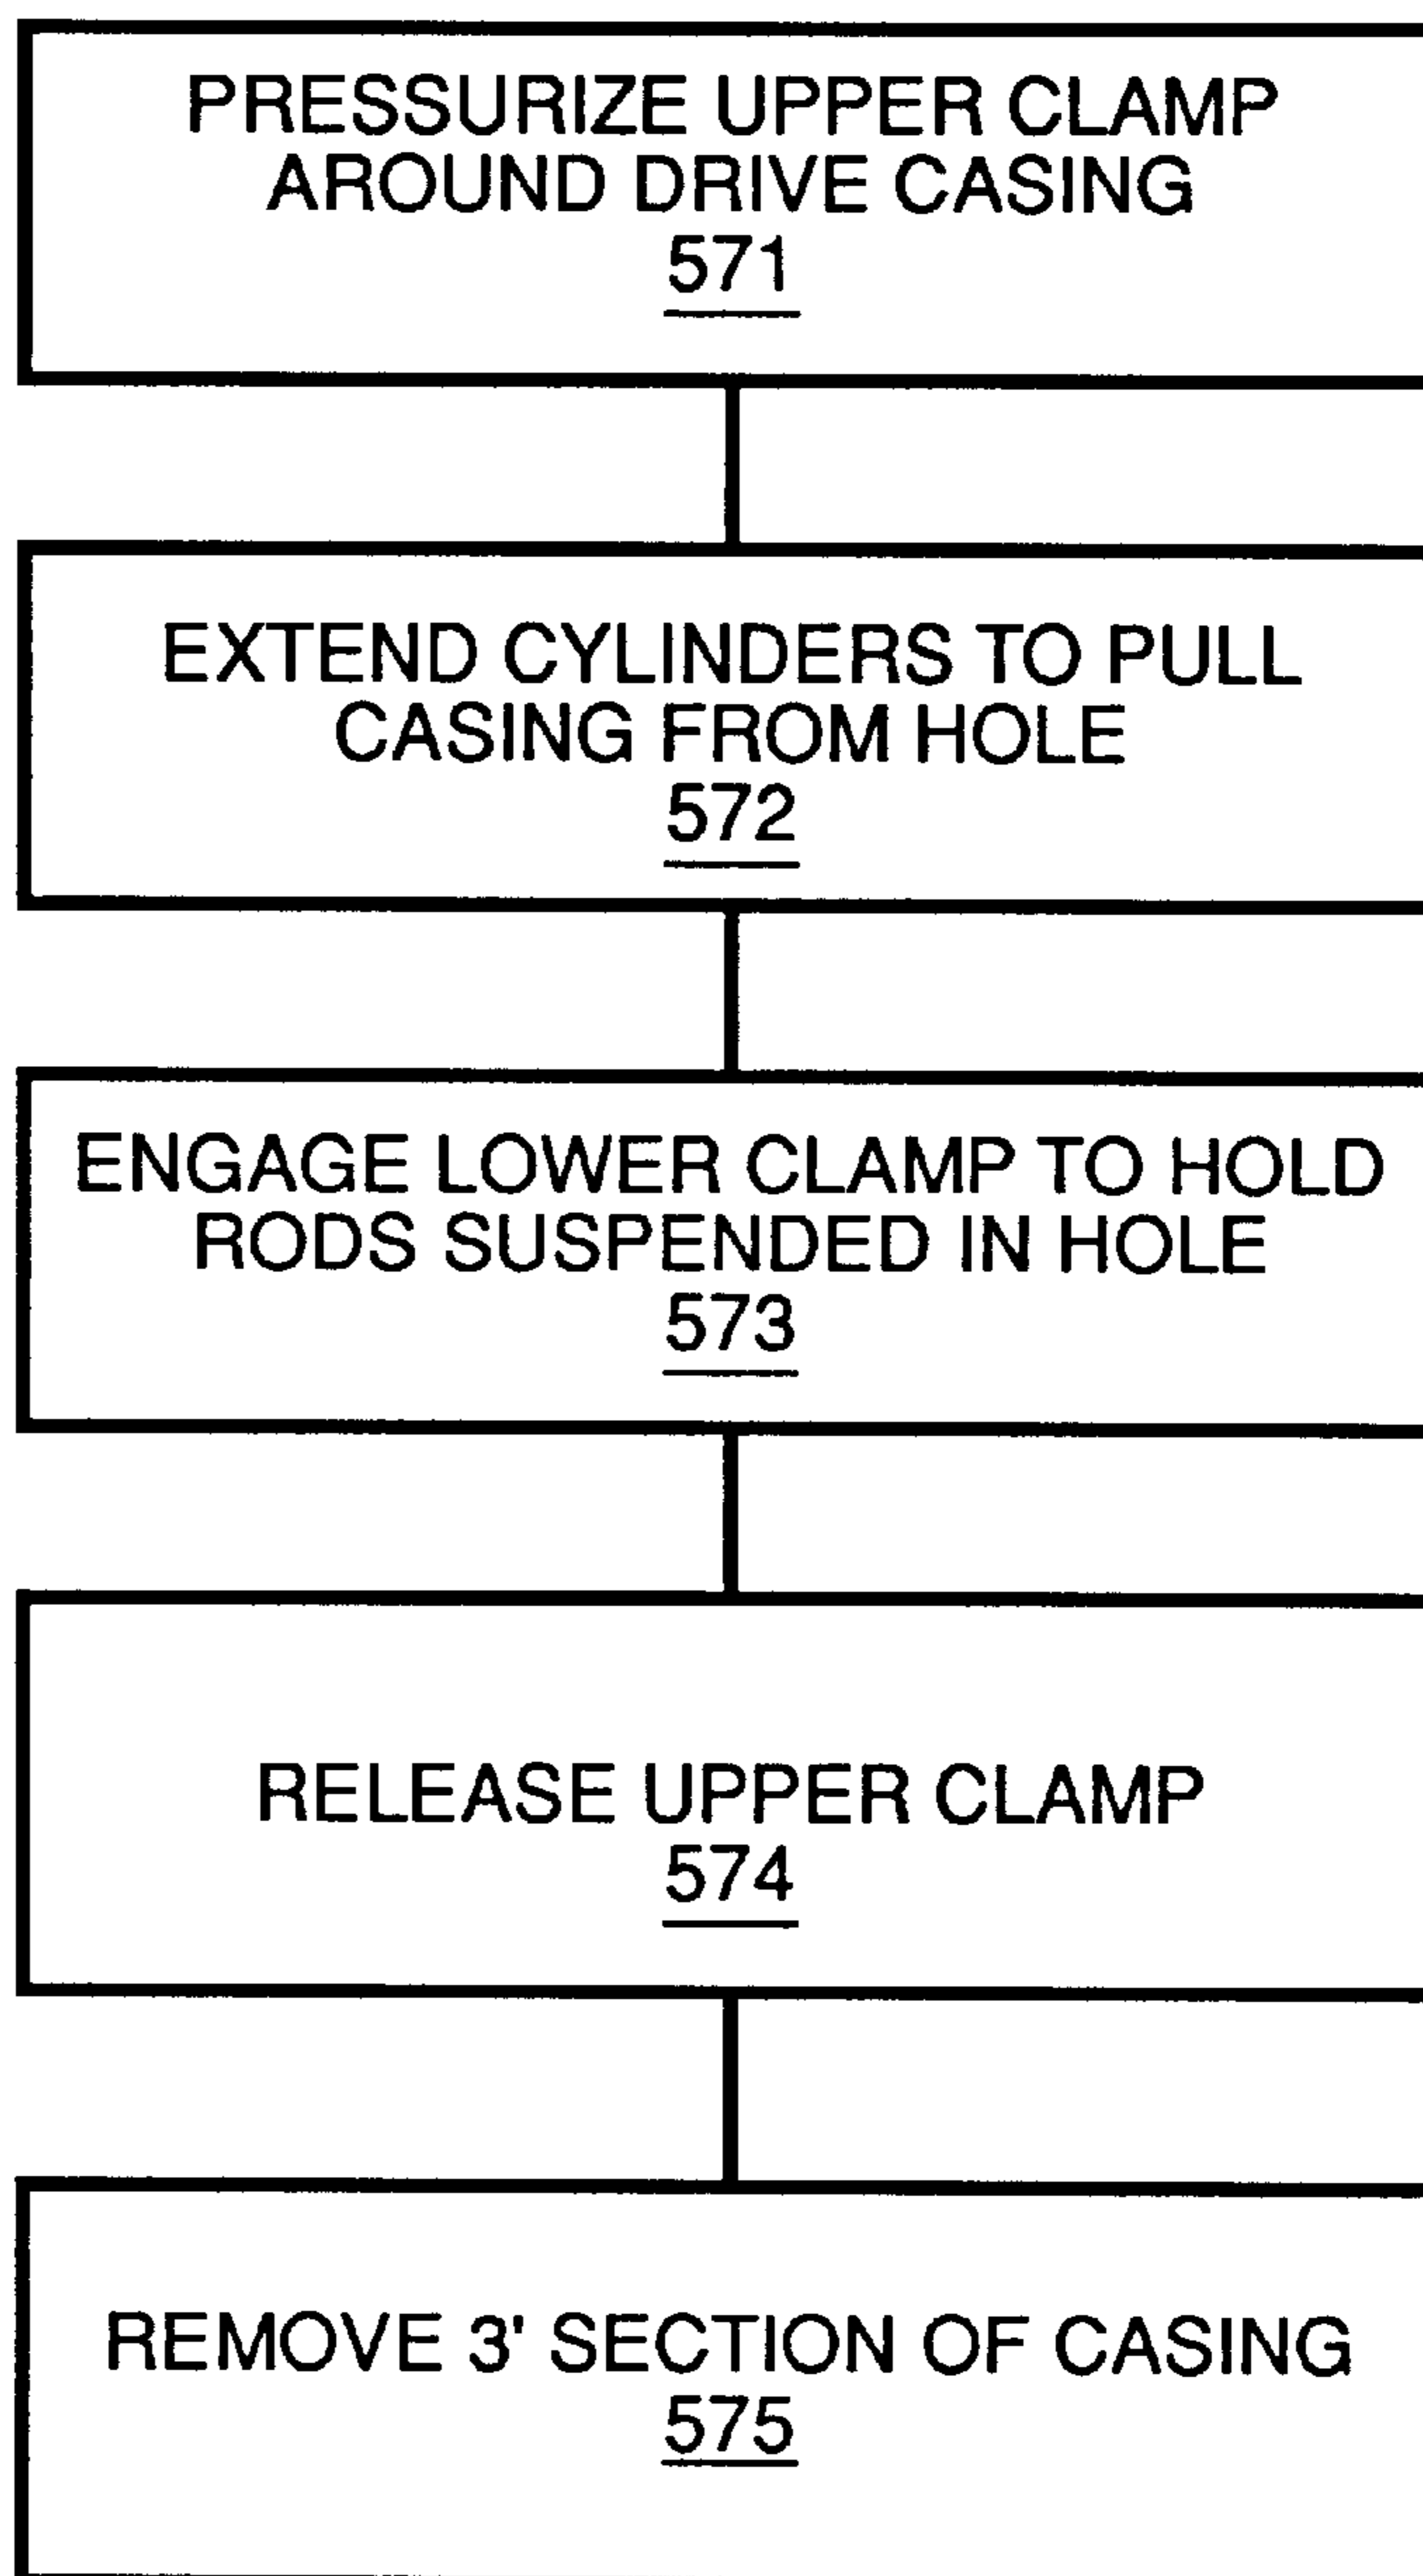 PRESSURIZE UPPER CLAMP
AROUND DRIVE CASING
571
EXTEND CYLINDERS TO PULL
CASING FROM HOLE
572
ENGAGE LOWER CLAMP TO HOLD
RODS SUSPENDED IN HOLE
573
RELEASE UPPER CLAMP
574
REMOVE 3' SECTION OF CASING
575